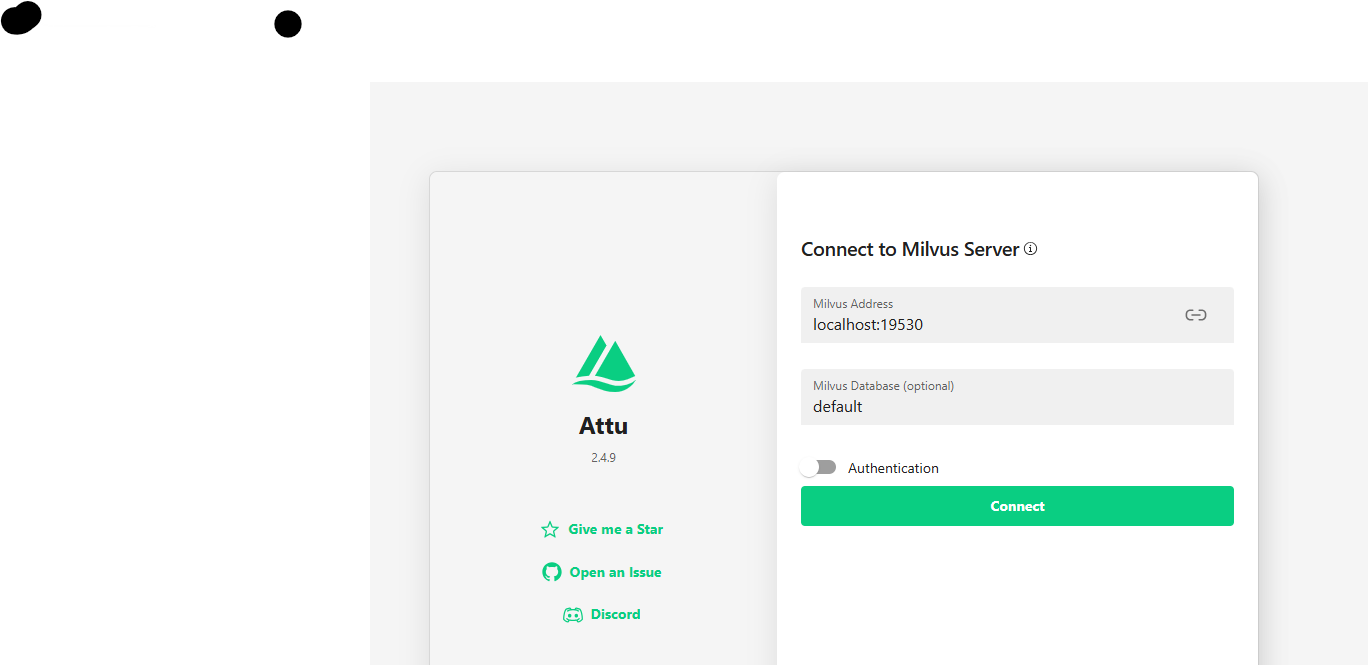 Attu
2.4.9
Give me a Star
Open an Issue
Discord
Connect to Milvus Server
Milvus Address
localhost:19530
Milvus Database (optional)
default
Authentication
Connect